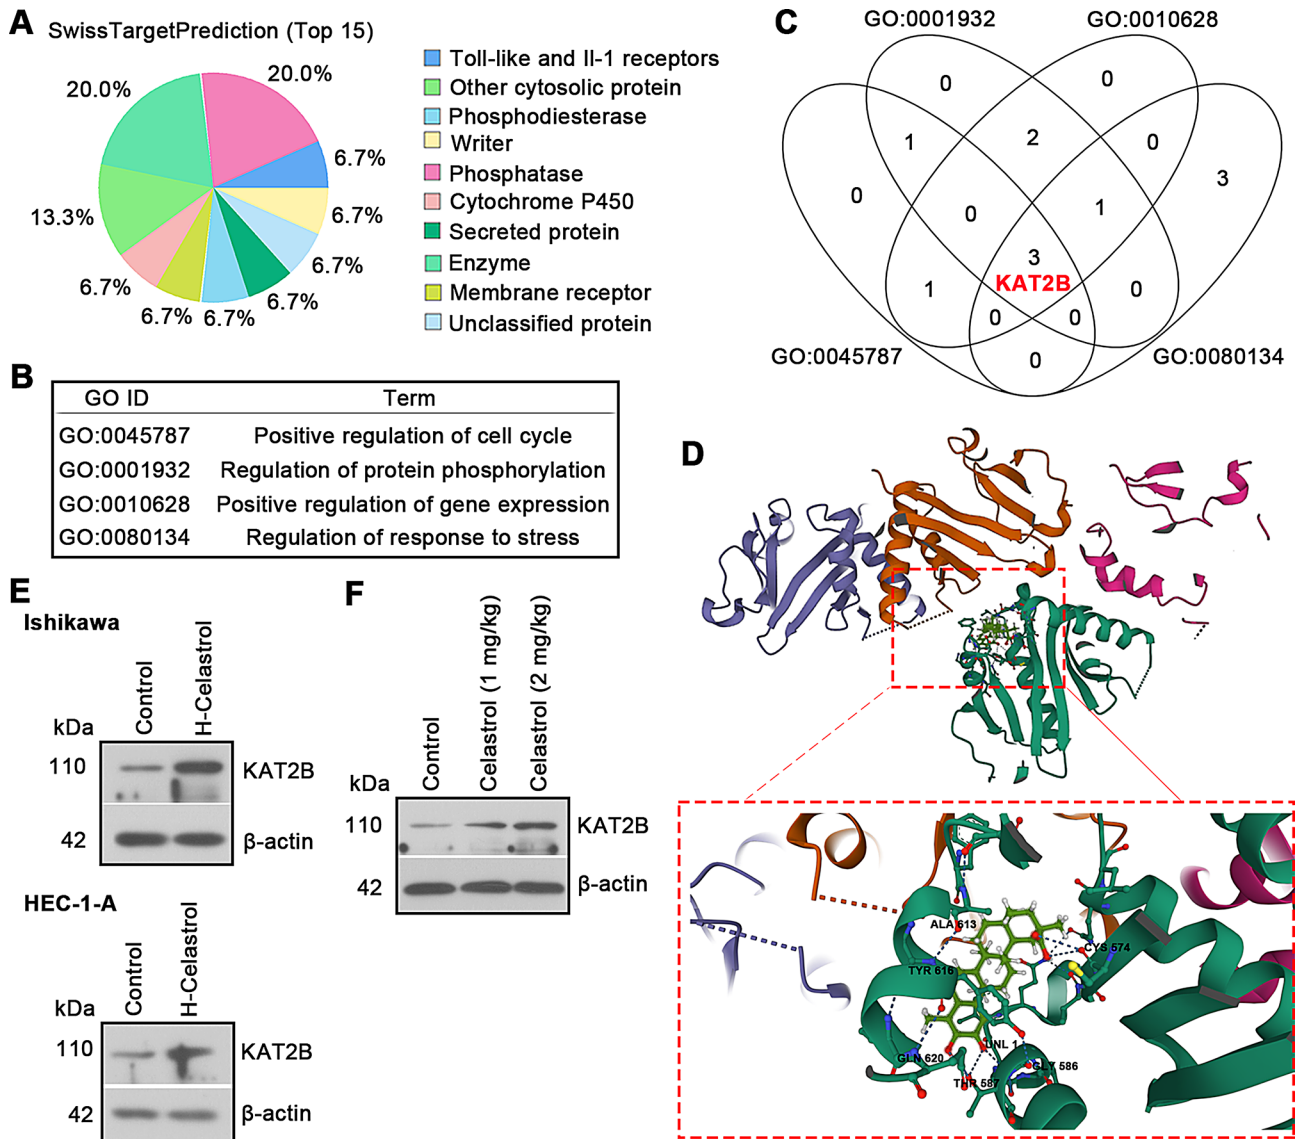 A
SwissTargetPrediction (Top 15)
20.0%
20.0%
6.7%
6.7%
6.7%
6.7%
6.7%
6.7%
6.7%
13.3%
Toll-like and Il-1 receptors
Other cytosolic protein
Phosphodiesterase
Writer
Phosphatase
Cytochrome P450
Secreted protein
Enzyme
Membrane receptor
Unclassified protein
B
GO ID Term
GO:0045787 Positive regulation of cell cycle
GO:0001932 Regulation of protein phosphorylation
GO:0010628 Positive regulation of gene expression
GO:0080134 Regulation of response to stress
C
GO:0001932 GO:0010628
0 0
1 2 0
0 3
0 1
3
KAT2B
1 0
0 0
0
GO:0045787 GO:0080134
D
ALA 613
CYS 574
TYR 616
UNL 1
GLN 620
GLY 586
THR 587
E
Ishikawa
Control
H-Celastrol
kDa
110 KAT2B
42 β-actin
HEC-1-A
Control
H-Celastrol
kDa
110 KAT2B
42 β-actin
F
Control
Celastrol (1 mg/kg)
Celastrol (2 mg/kg)
kDa
110 KAT2B
42 β-actin